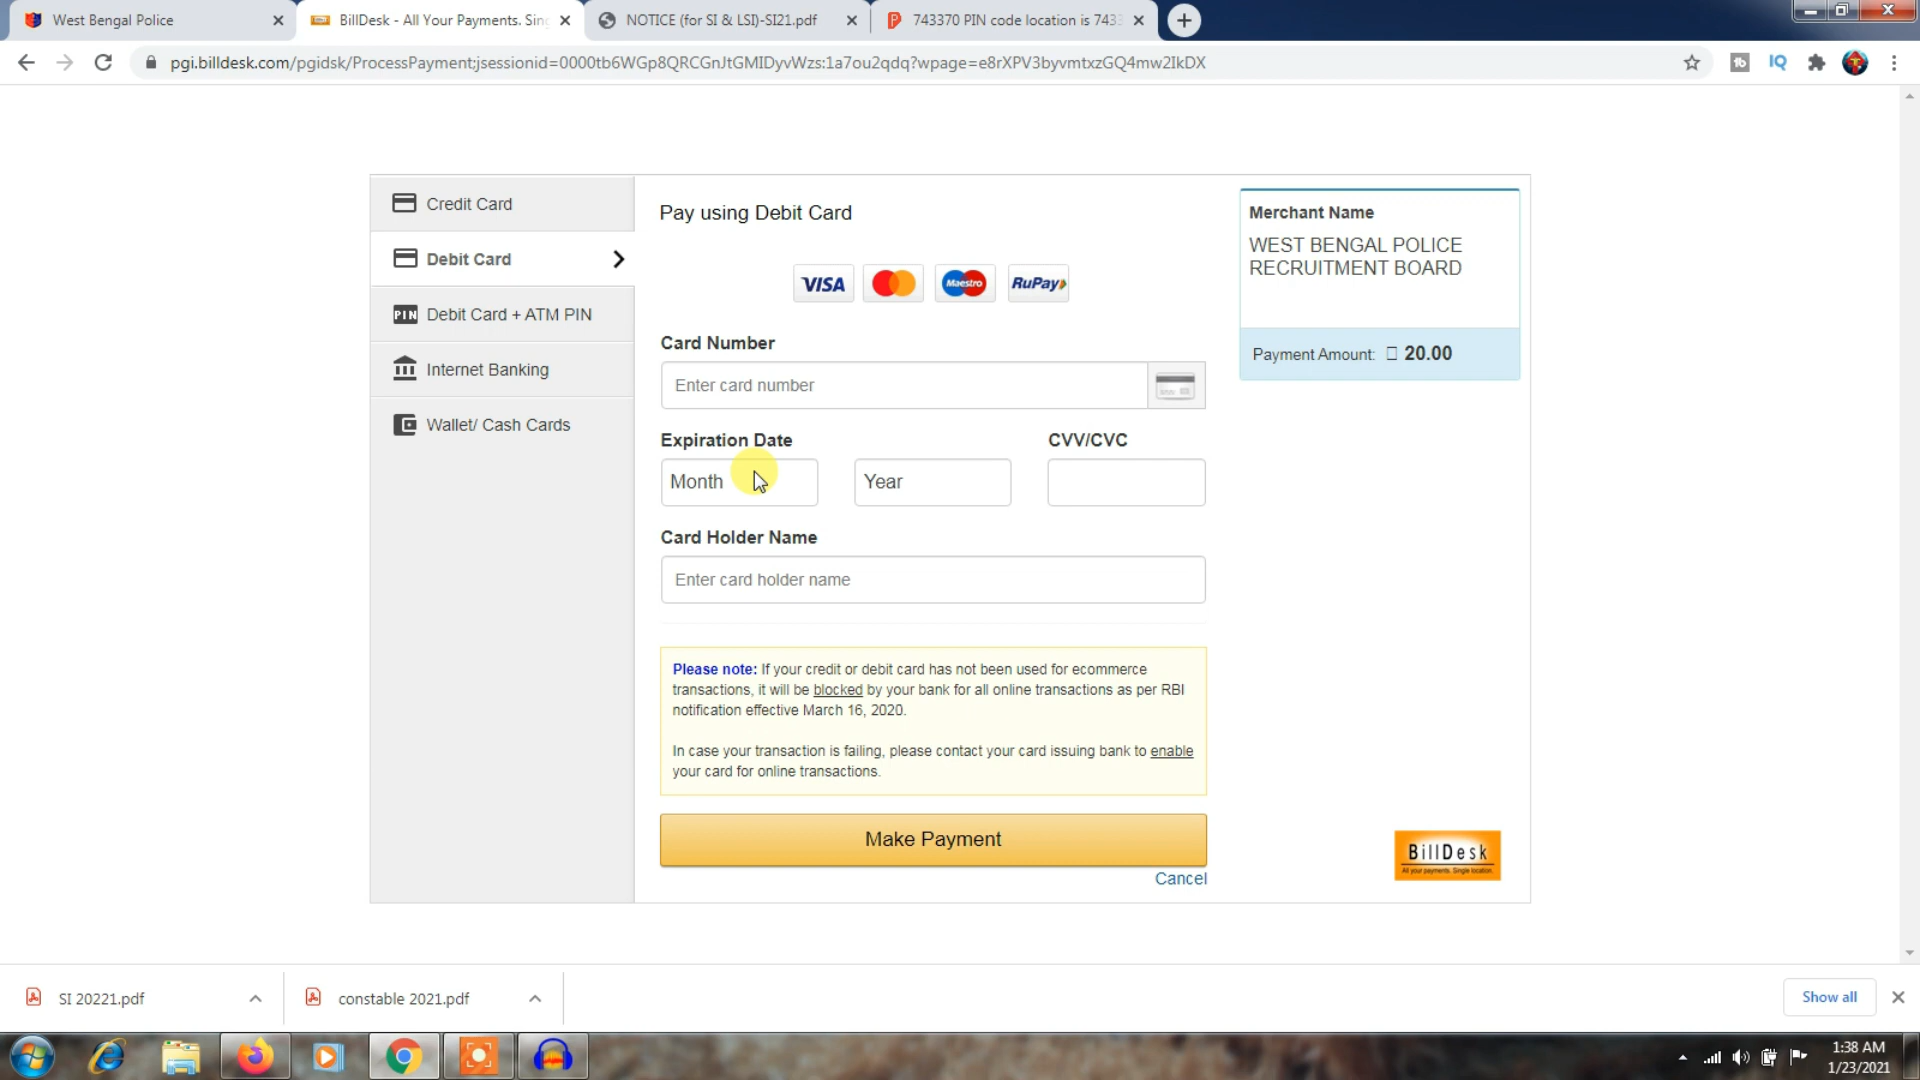 West Bengal Police
BillDesk - All Your Payments. Sin
NOTICE (for SI & LSI)-SI21.pdf
743370 PIN code location is 743
pgi.billdesk.com/pgidsk/ProcessPayment;jsessionid=0000tb6WGp8QRCGnJtGMIDyvWzs:1a7ou2qdq?wpage=e8rXPV3byvmtxzGQ4mw2IkDX
IQ
Credit Card
Debit Card
PIN Debit Card + ATM PIN
Internet Banking
Wallet/ Cash Cards
Pay using Debit Card
VISA
Maestro
RuPay
Card Number
Enter card number
Expiration Date
CVV/CVC
Month
Year
Card Holder Name
Enter card holder name
Please note: If your credit or debit card has not been used for ecommerce
transactions, it will be blocked by your bank for all online transactions as per RBI
notification effective March 16, 2020.
In case your transaction is failing, please contact your card issuing bank to enable
your card for online transactions.
Make Payment
Cancel
Merchant Name
WEST BENGAL POLICE
RECRUITMENT BOARD
Payment Amount: 20.00
BillDesk
All your payments. Single location.
SI 20221.pdf
constable 2021.pdf
Show all
1:38 AM
1/23/2021